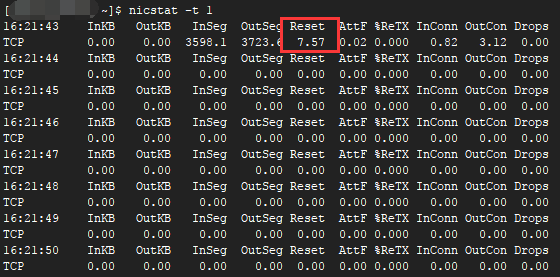 [ ]$ nicstat -t 1
16:21:43 InKB OutKB InSeg OutSeg Reset AttF %ReTX InConn OutCon Drops
TCP 0.00 0.00 3598.1 3723.6 7.57 0.02 0.000 0.82 3.12 0.00
16:21:44 InKB OutKB InSeg OutSeg Reset AttF %ReTX InConn OutCon Drops
TCP 0.00 0.00 0.00 0.00 0.00 0.00 0.000 0.00 0.00 0.00
16:21:45 InKB OutKB InSeg OutSeg Reset AttF %ReTX InConn OutCon Drops
TCP 0.00 0.00 0.00 0.00 0.00 0.00 0.000 0.00 0.00 0.00
16:21:46 InKB OutKB InSeg OutSeg Reset AttF %ReTX InConn OutCon Drops
TCP 0.00 0.00 0.00 0.00 0.00 0.00 0.000 0.00 0.00 0.00
16:21:47 InKB OutKB InSeg OutSeg Reset AttF %ReTX InConn OutCon Drops
TCP 0.00 0.00 0.00 0.00 0.00 0.00 0.000 0.00 0.00 0.00
16:21:48 InKB OutKB InSeg OutSeg Reset AttF %ReTX InConn OutCon Drops
TCP 0.00 0.00 0.00 0.00 0.00 0.00 0.000 0.00 0.00 0.00
16:21:49 InKB OutKB InSeg OutSeg Reset AttF %ReTX InConn OutCon Drops
TCP 0.00 0.00 0.00 0.00 0.00 0.00 0.000 0.00 0.00 0.00
16:21:50 InKB OutKB InSeg OutSeg Reset AttF %ReTX InConn OutCon Drops
TCP 0.00 0.00 0.00 0.00 0.00 0.00 0.000 0.00 0.00 0.00